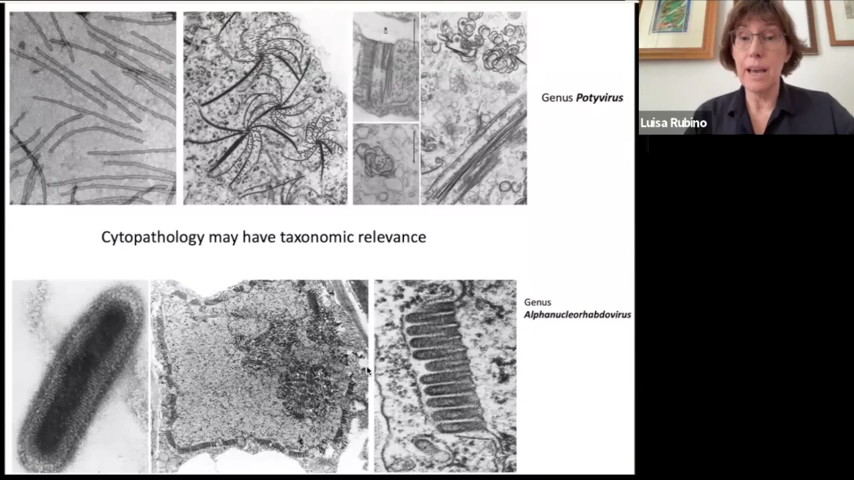 Genus Potyvirus
Luisa Rubino
Cytopathology may have taxonomic relevance
Genus
Alphanucleorhabdovirus